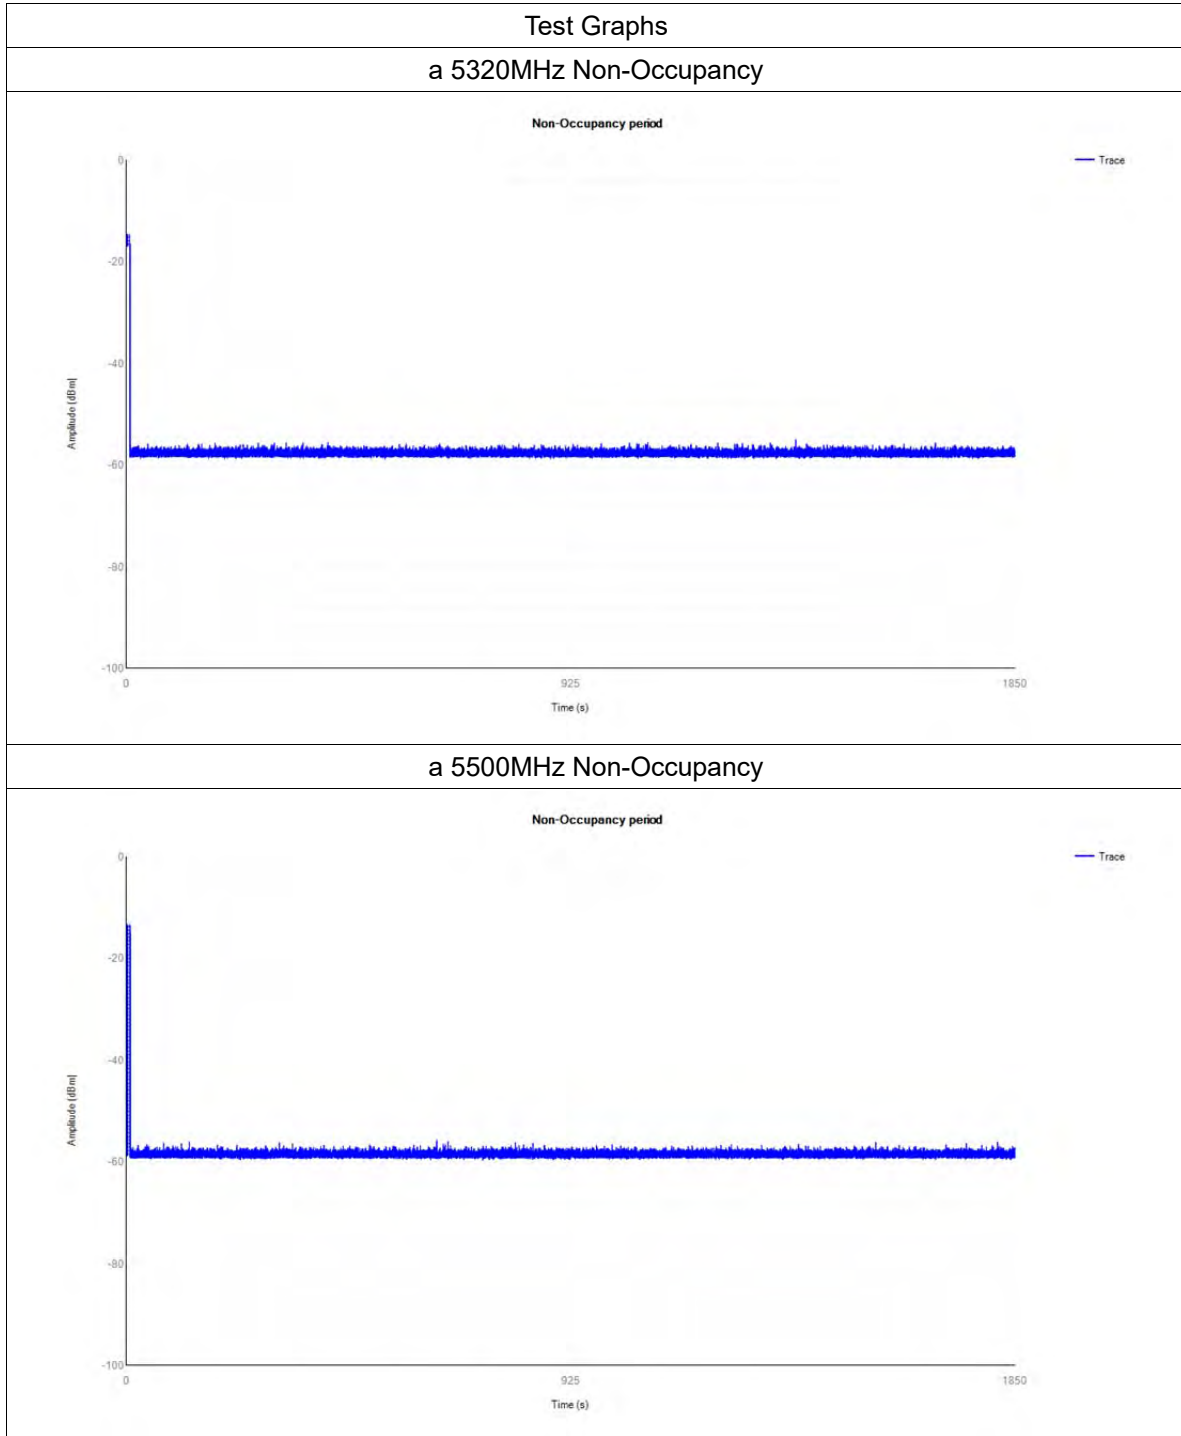 Test Graphs
a 5320MHz Non-Occupancy
Non-Occupancy period
Trace
0
-20
-40
-60
-80
-100
Amplitude [dBm]
0 925 1850
Time (s)
a 5500MHz Non-Occupancy
Non-Occupancy period
Trace
0
-20
-40
-60
-80
-100
Amplitude [dBm]
0 925 1850
Time (s)